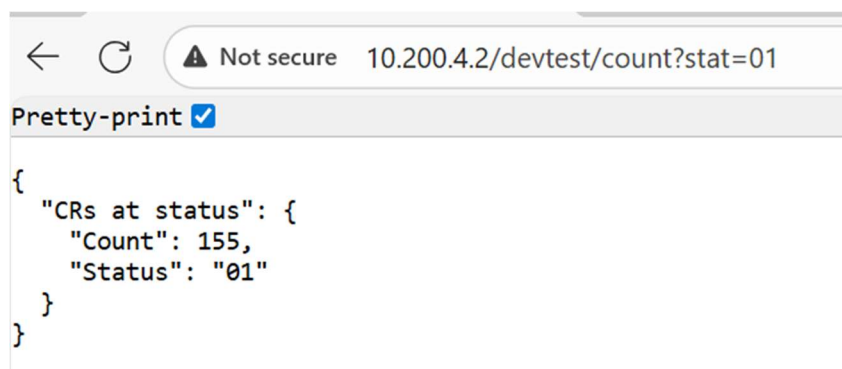 Not secure 10.200.4.2/devtest/count?stat=01
Pretty-print
{
  "CRs at status": {
    "Count": 155,
    "Status": "01"
  }
}